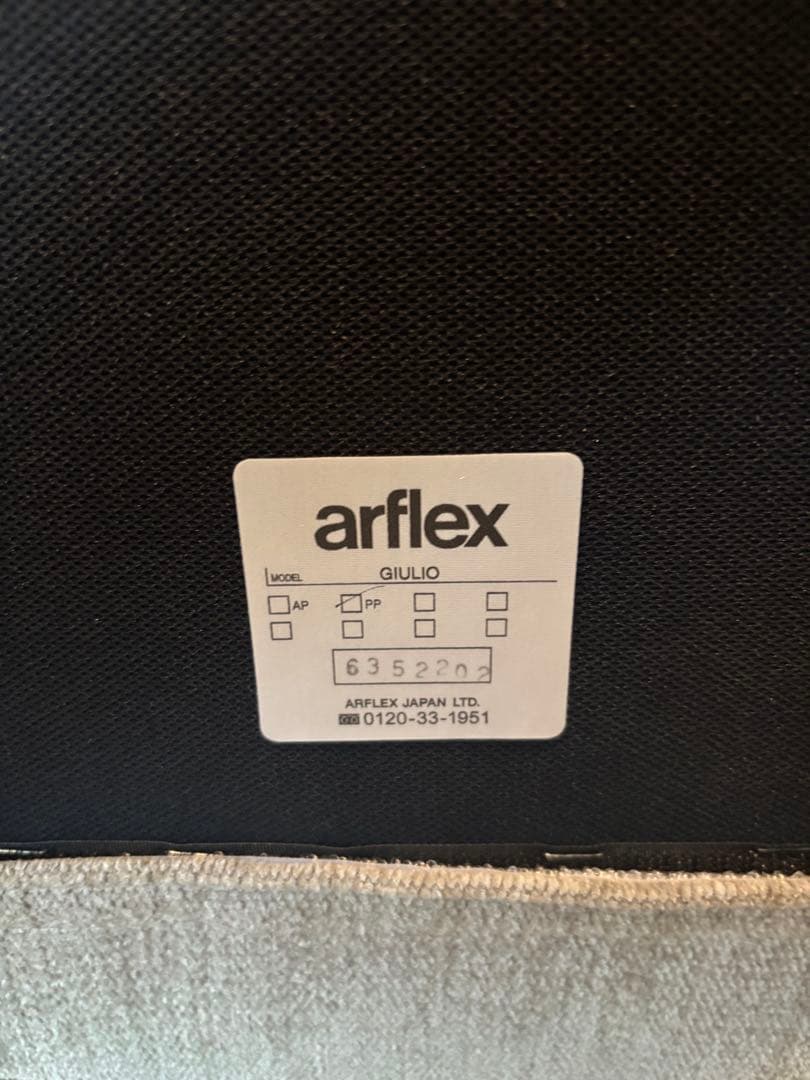 arflex
MODEL GIULIO
AP PP
6352202
ARFLEX JAPAN LTD.
0120-33-1951